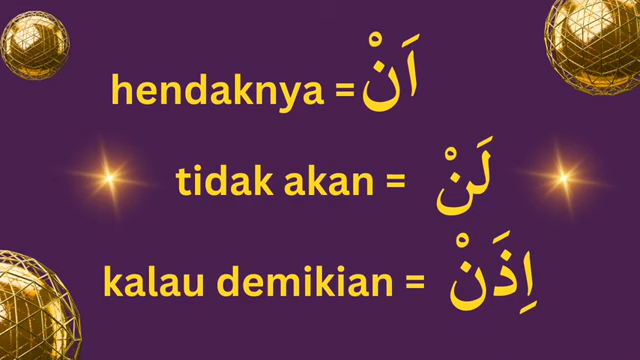 hendaknya = اَنْ
tidak akan = لَنْ
kalau demikian = اِذَنْ